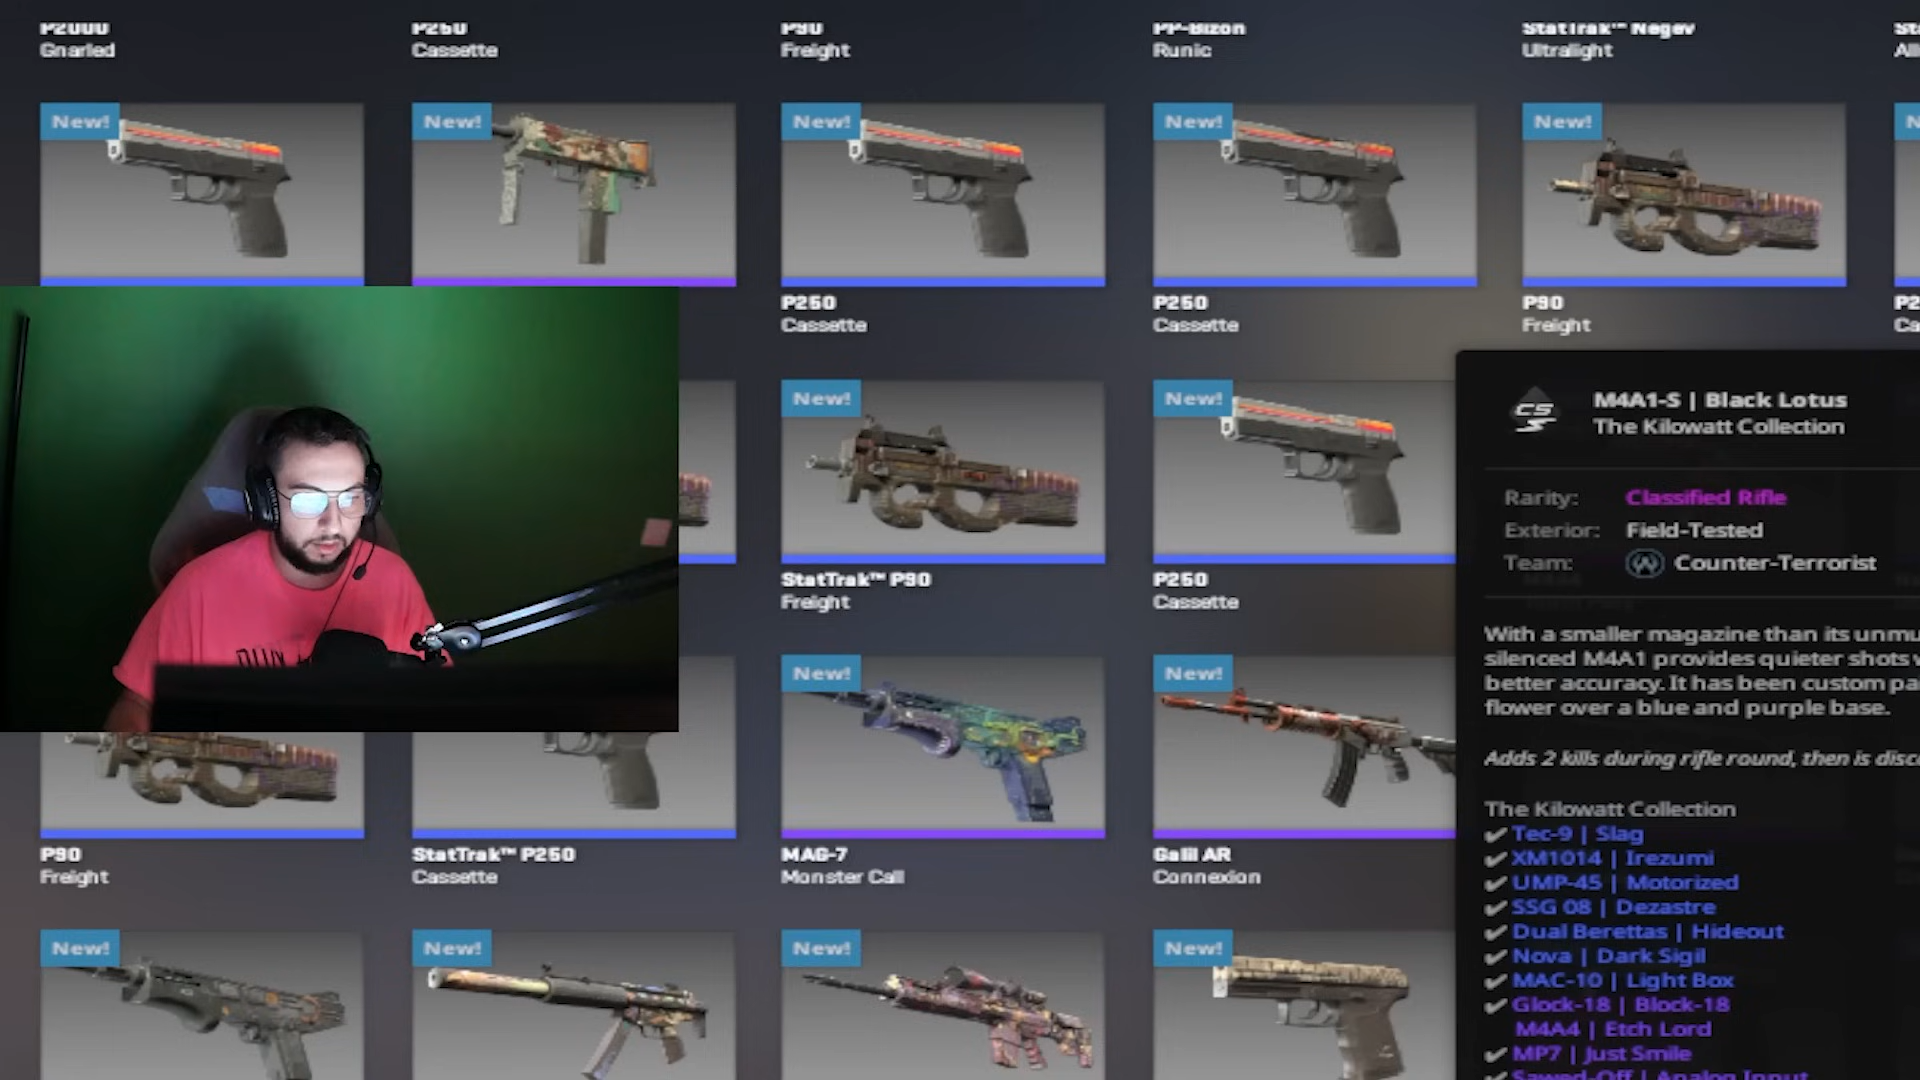 P2000
Gnarled
P250
Cassette
P90
Freight
PP-Bizon
Runic
StatTrak™ Negev
Ultralight
New!
New!
New!
New!
New!
P250
Cassette
P250
Cassette
P90
Freight
New!
New!
StatTrak™ P90
Freight
P250
Cassette
M4A1-S | Black Lotus
The Kilowatt Collection
Rarity: Classified Rifle
Exterior: Field-Tested
Team: Counter-Terrorist
With a smaller magazine than its
silenced M4A1 provides quieter shots
better accuracy. It has been custom
flower over a blue and purple base.
Adds 2 kills during rifle round, then is
The Kilowatt Collection
✔ Tec-9 | Slag
✔ XM1014 | Irezumi
✔ UMP-45 | Motorized
✔ SSG 08 | Dezastre
✔ Dual Berettas | Hideout
✔ Nova | Dark Sigil
✔ MAC-10 | Light Box
✔ Glock-18 | Block-18
M4A4 | Etch Lord
✔ MP7 | Just Smile
✔ Sawed-Off | Analog Input
New!
New!
P90
Freight
StatTrak™ P250
Cassette
MAG-7
Monster Call
Galil AR
Connexion
New!
New!
New!
New!